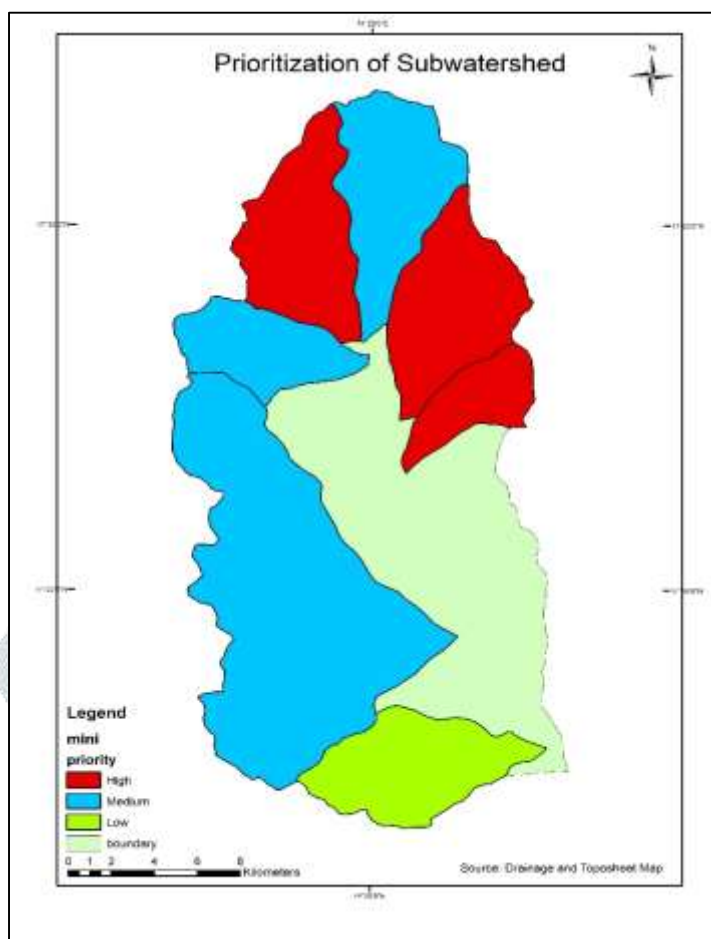 Prioritization of Subwatershed
N
Legend
mini
priority
High
Medium
Low
boundary
0 1 2 4 6 8
Kilometers
Source: Drainage and Toposheet Map